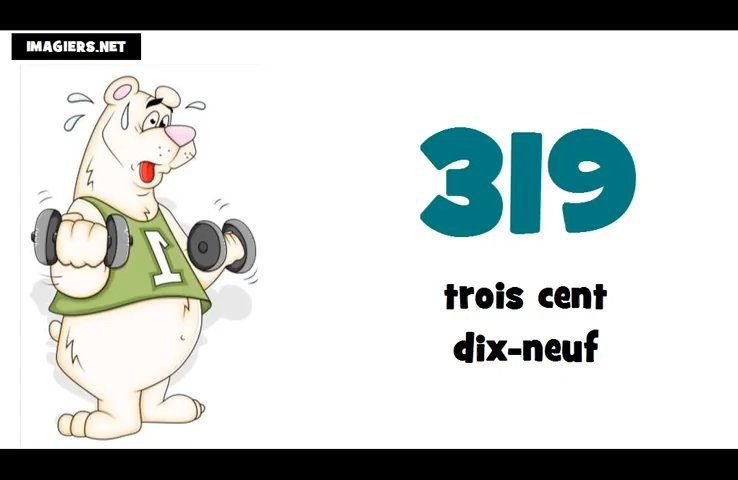 IMAGIERS.NET
319
trois cent
dix-neuf
1